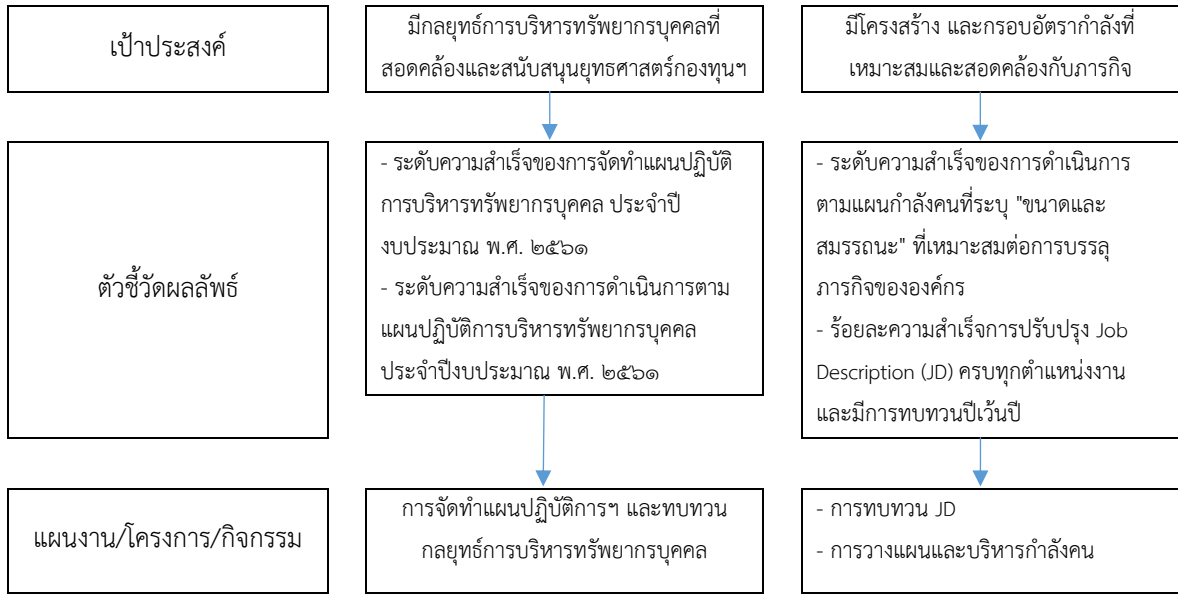 เป้าประสงค์
มีกลยุทธ์การบริหารทรัพยากรบุคคลที่
สอดคล้องและสนับสนุนยุทธศาสตร์กองทุนฯ
มีโครงสร้าง และกรอบอัตรากำลังที่
เหมาะสมและสอดคล้องกับภารกิจ
ตัวชี้วัดผลลัพธ์
- ระดับความสำเร็จของการจัดทำแผนปฏิบัติ
การบริหารทรัพยากรบุคคล ประจำปี
งบประมาณ พ.ศ. ๒๕๖๑
- ระดับความสำเร็จของการดำเนินการตาม
แผนปฏิบัติการบริหารทรัพยากรบุคคล
ประจำปีงบประมาณ พ.ศ. ๒๕๖๑
- ระดับความสำเร็จของการดำเนินการ
ตามแผนกำลังคนที่ระบุ "ขนาดและ
สมรรถนะ" ที่เหมาะสมต่อการบรรลุ
ภารกิจขององค์กร
- ร้อยละความสำเร็จการปรับปรุง Job
Description (JD) ครบทุกตำแหน่งงาน
และมีการทบทวนปีเว้นปี
แผนงาน/โครงการ/กิจกรรม
การจัดทำแผนปฏิบัติการฯ และทบทวน
กลยุทธ์การบริหารทรัพยากรบุคคล
- การทบทวน JD
- การวางแผนและบริหารกำลังคน